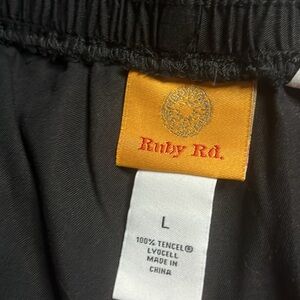 Ruby Rd.
L
100% TENCEL®
LYOCELL
MADE IN
CHINA